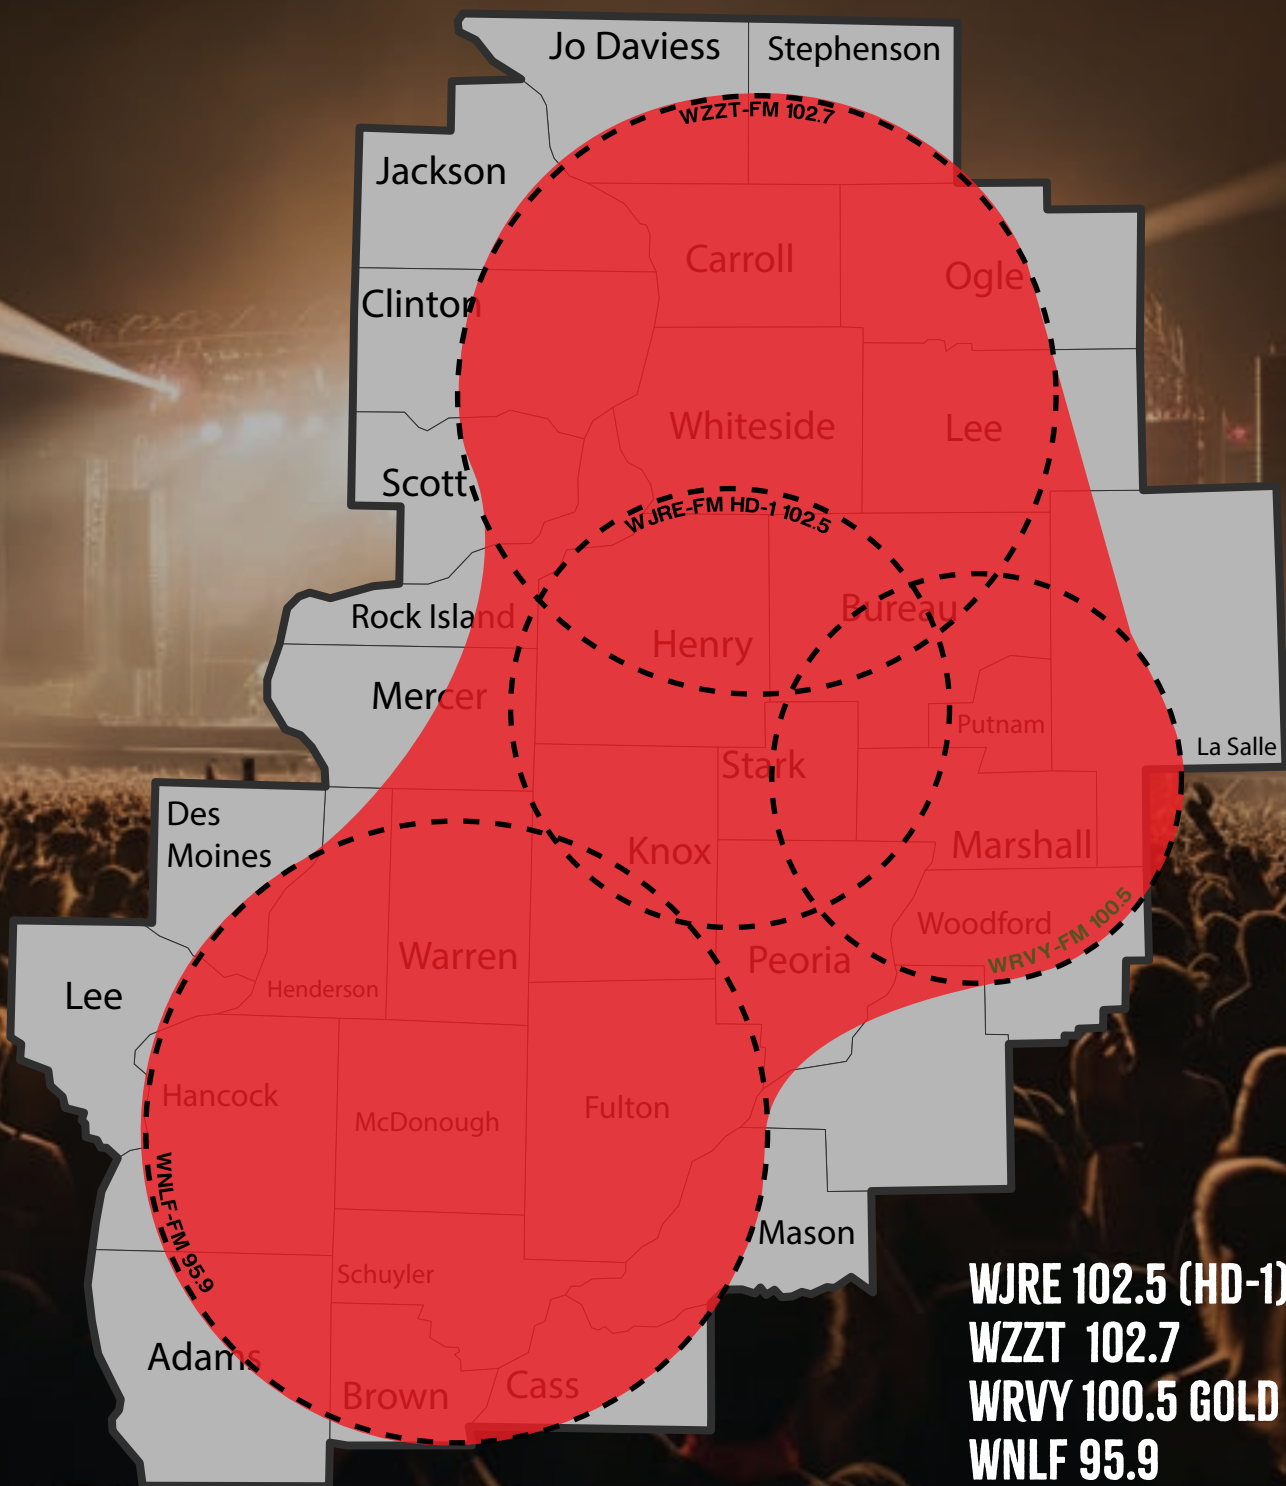 Jo Daviess
Stephenson
WZZT-FM 102.7
Jackson
Carroll
Ogle
Clinton
Whiteside
Lee
Scott
WJRE-FM HD-1 102.5
Rock Island
Bureau
Henry
Mercer
Putnam
La Salle
Stark
Des
Moines
Knox
Marshall
Woodford
WRVY-FM 100.5
Warren
Peoria
Lee
Henderson
Hancock
McDonough
Fulton
WNLF-FM 95.9
Mason
Schuyler
Adams
Brown
Cass
WJRE 102.5 (HD-1)
WZZT 102.7
WRVY 100.5 GOLD
WNLF 95.9